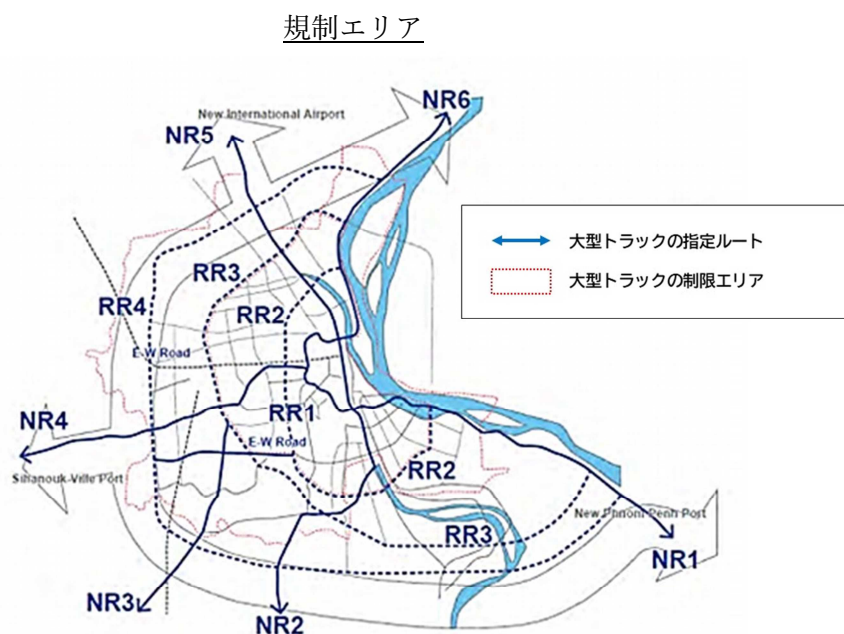 規制エリア
NR6
New International Airport
NR5
大型トラックの指定ルート
大型トラックの制限エリア
RR3
RR4
RR2
E-W Road
NR4
RR1
E-W Road
RR2
Sihanouk Ville Port
New Phnom Penh Port
RR3
NR1
NR3
NR2